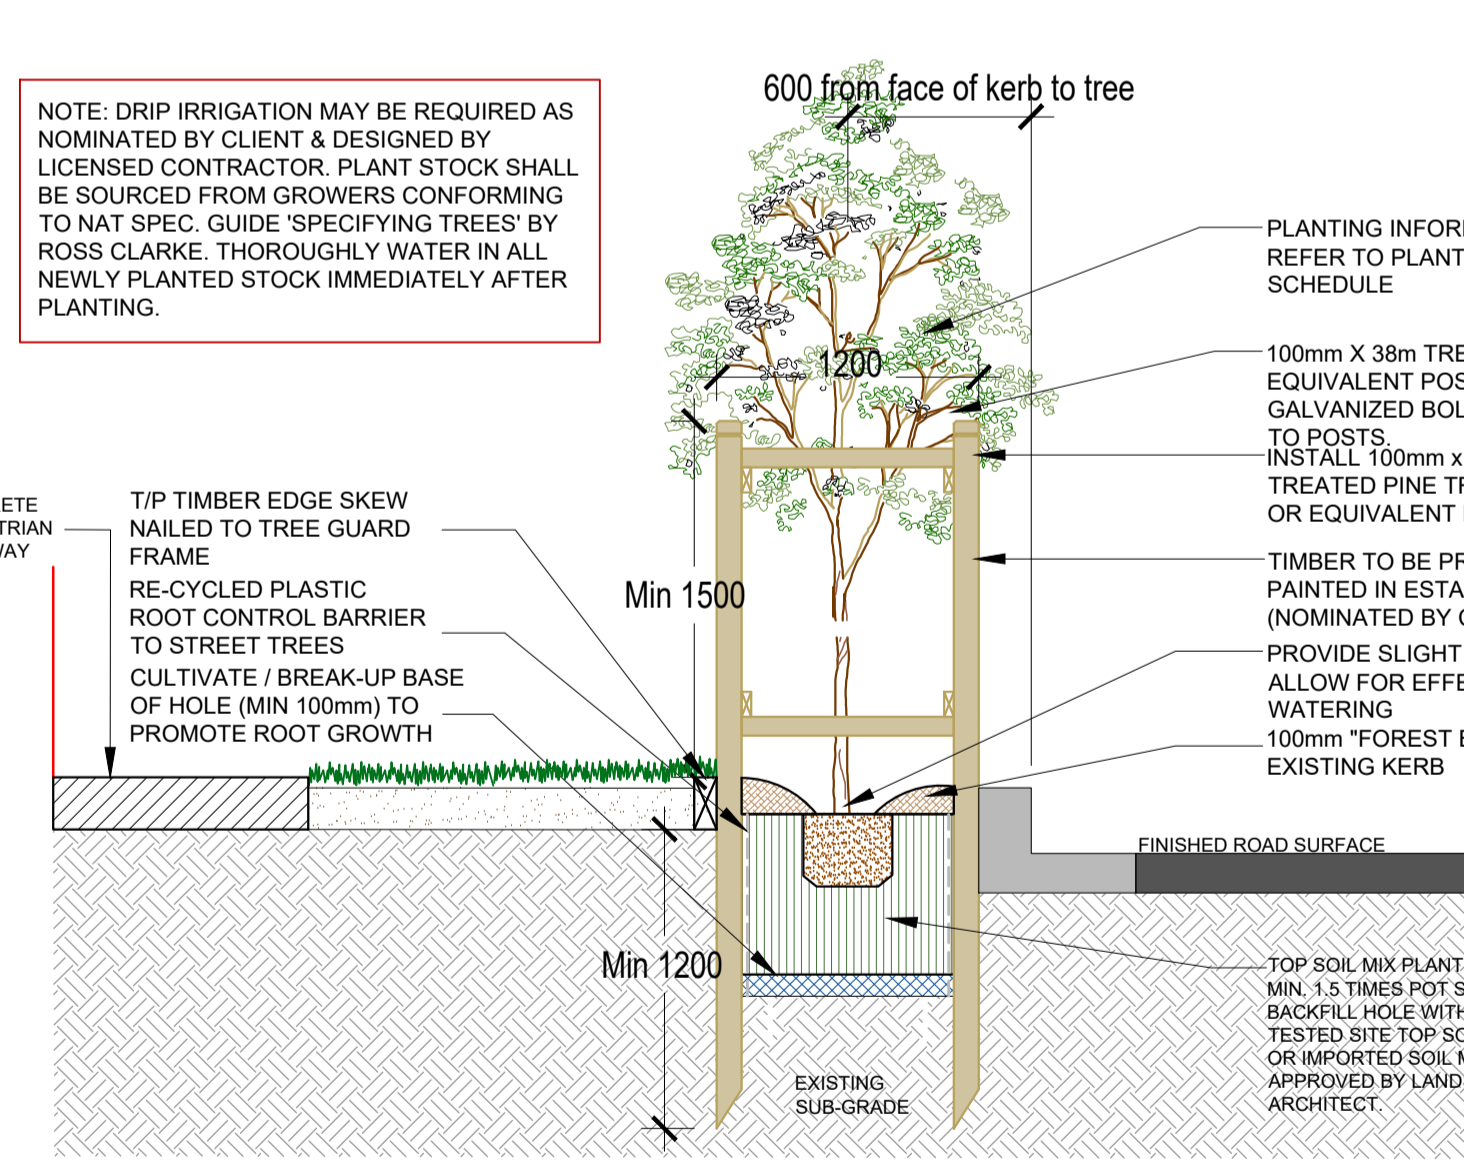 600 from face of kerb to tree
NOTE: DRIP IRRIGATION MAY BE REQUIRED AS
NOMINATED BY CLIENT & DESIGNED BY
LICENSED CONTRACTOR. PLANT STOCK SHALL
BE SOURCED FROM GROWERS CONFORMING
TO NAT SPEC. GUIDE 'SPECIFYING TREES' BY
ROSS CLARKE. THOROUGHLY WATER IN ALL
NEWLY PLANTED STOCK IMMEDIATELY AFTER
PLANTING.
PLANTING INFOR
REFER TO PLANT
SCHEDULE
1200
100mm X 38m TRE
EQUIVALENT POS
GALVANIZED BOL
TO POSTS.
INSTALL 100mm x
TREATED PINE TR
OR EQUIVALENT
ETE
TRIAN
WAY
T/P TIMBER EDGE SKEW
NAILED TO TREE GUARD
FRAME
RE-CYCLED PLASTIC
ROOT CONTROL BARRIER
TO STREET TREES
CULTIVATE / BREAK-UP BASE
OF HOLE (MIN 100mm) TO
PROMOTE ROOT GROWTH
Min 1500
TIMBER TO BE PR
PAINTED IN ESTA
(NOMINATED BY C
PROVIDE SLIGHT
ALLOW FOR EFFE
WATERING
100mm "FOREST B
EXISTING KERB
FINISHED ROAD SURFACE
Min 1200
TOP SOIL MIX PLANT
MIN. 1.5 TIMES POT S
BACKFILL HOLE WITH
TESTED SITE TOP SO
OR IMPORTED SOIL M
APPROVED BY LAND
ARCHITECT.
EXISTING
SUB-GRADE